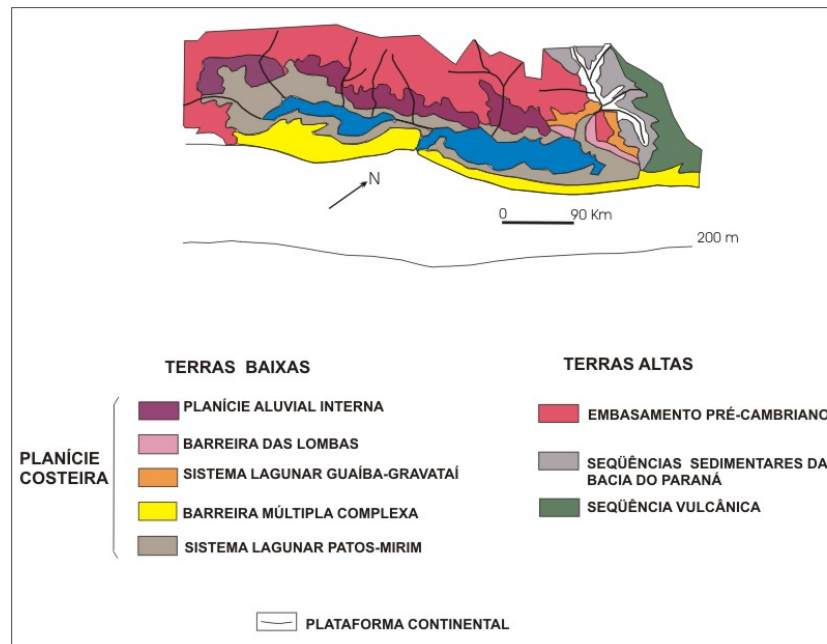 N
0 90 Km
200 m
TERRAS BAIXAS
PLANÍCIE COSTEIRA
PLANÍCIE ALUVIAL INTERNA
BARREIRA DAS LOMBAS
SISTEMA LAGUNAR GUAÍBA-GRAVATAÍ
BARREIRA MÚLTIPLA COMPLEXA
SISTEMA LAGUNAR PATOS-MIRIM
TERRAS ALTAS
EMBASAMENTO PRÉ-CAMBRIANO
SEQÜÊNCIAS SEDIMENTARES DA
BACIA DO PARANÁ
SEQÜÊNCIA VULCÂNICA
PLATAFORMA CONTINENTAL